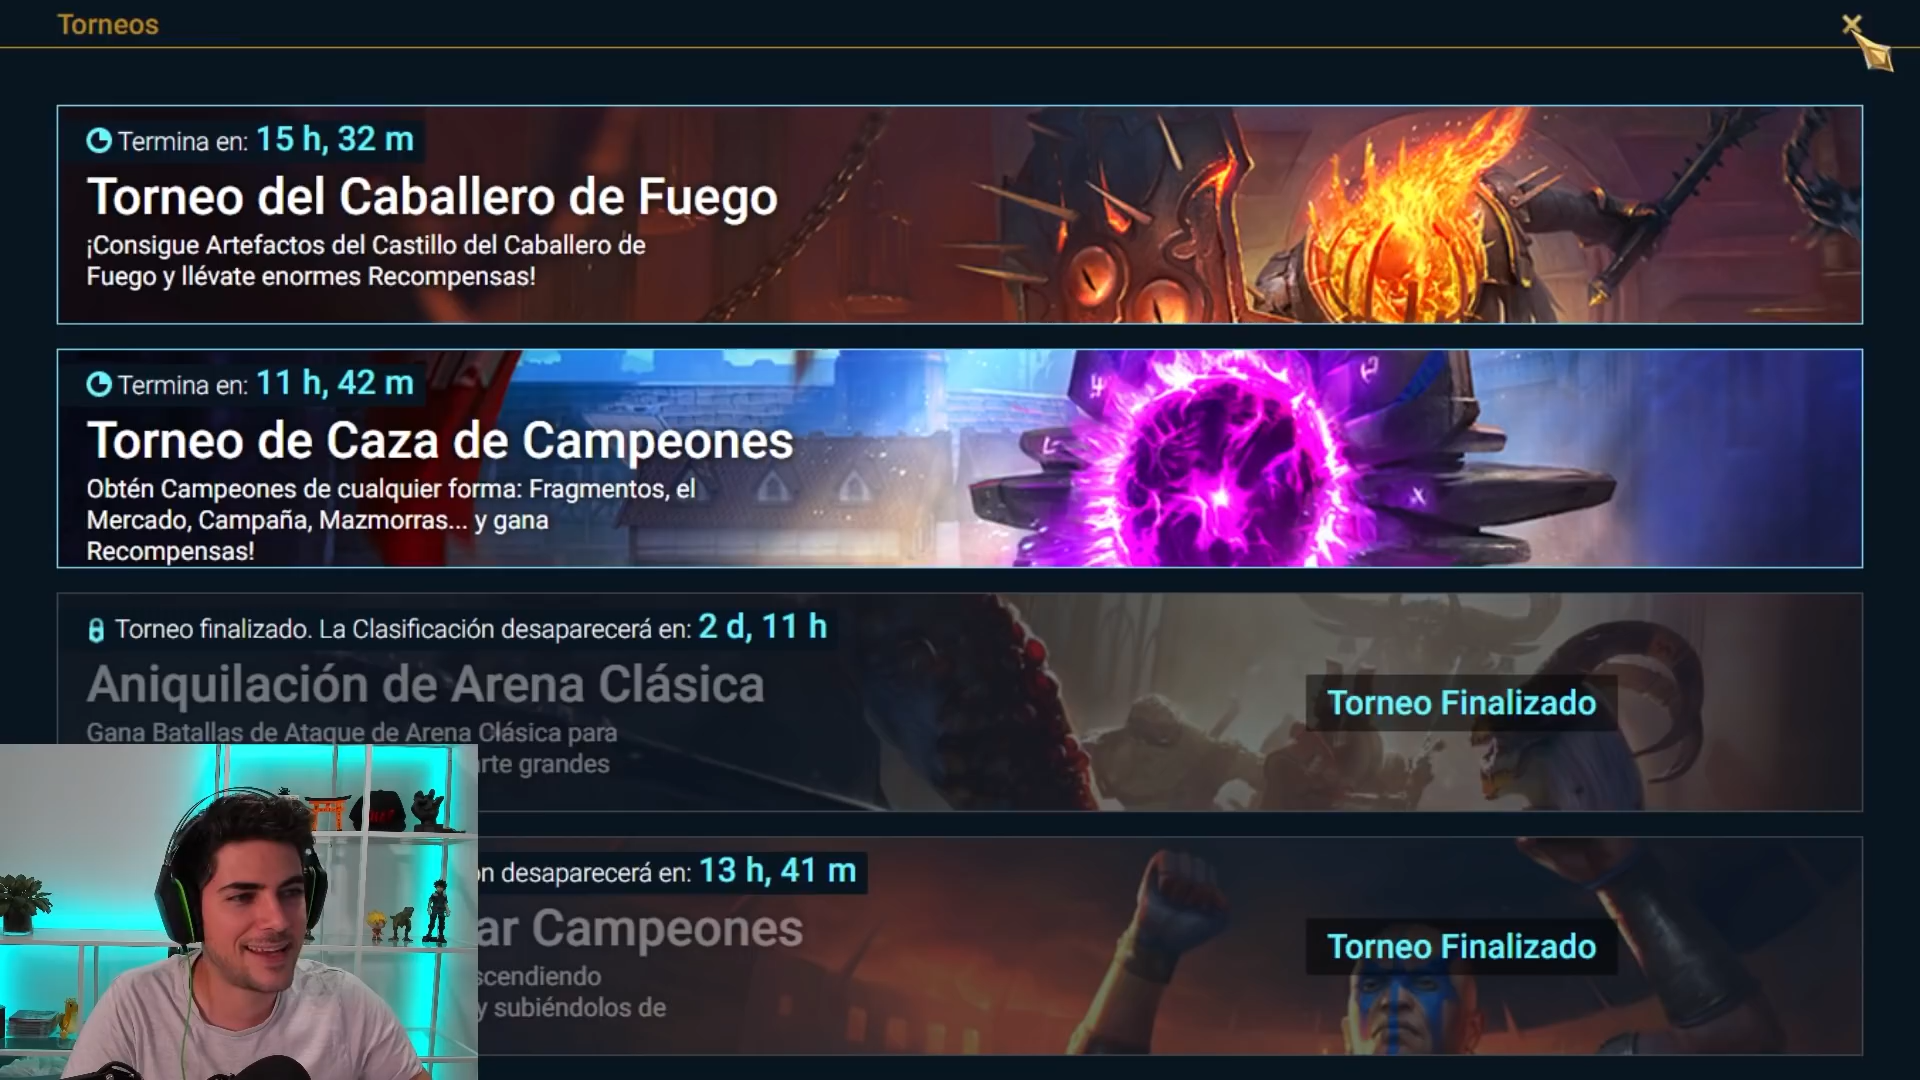 Torneos
Termina en: 15 h, 32 m
Torneo del Caballero de Fuego
¡Consigue Artefactos del Castillo del Caballero de
Fuego y llévate enormes Recompensas!
Termina en: 11 h, 42 m
Torneo de Caza de Campeones
Obtén Campeones de cualquier forma: Fragmentos, el
Mercado, Campaña, Mazmorras... y gana
Recompensas!
Torneo finalizado. La Clasificación desaparecerá en: 2 d, 11 h
Aniquilación de Arena Clásica
Gana Batallas de Ataque de Arena Clásica para
rte grandes
Torneo Finalizado
desaparecerá en: 13 h, 41 m
ar Campeones
scendiendo
y subiéndolos de
Torneo Finalizado